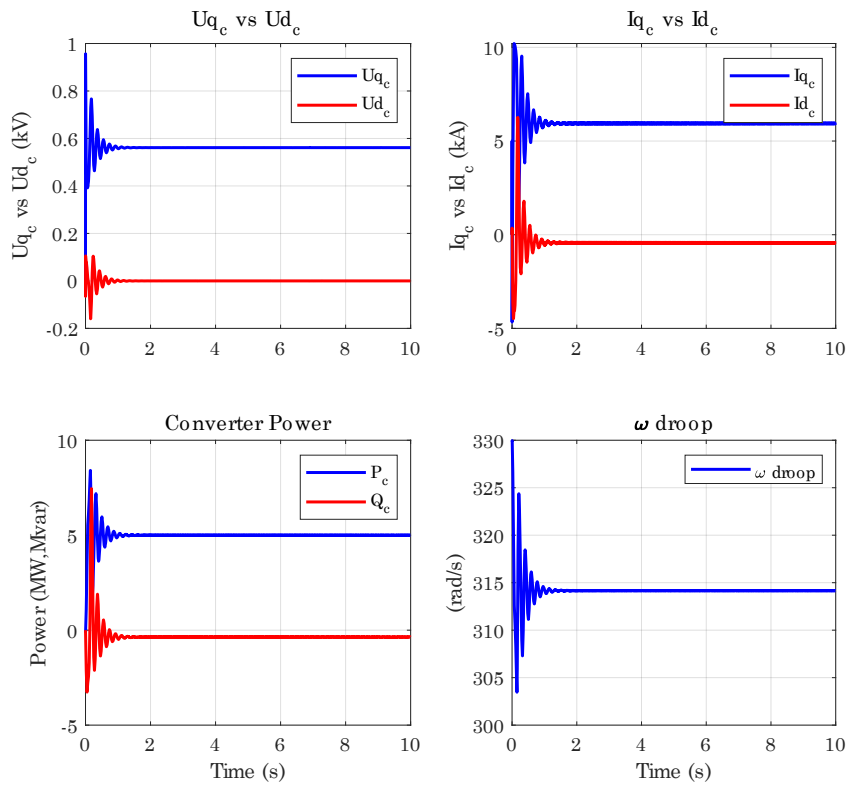 Uq_c vs Ud_c
Uq_c vs Ud_c (kV)
1
0.8
0.6
0.4
0.2
0
-0.2
0 2 4 6 8 10
Uq_c
Ud_c
Iq_c vs Id_c
Iq_c vs Id_c (kA)
10
5
0
-5
0 2 4 6 8 10
Iq_c
Id_c
Converter Power
Power (MW,Mvar)
10
5
0
-5
0 2 4 6 8 10
Time (s)
P_c
Q_c
ω droop
(rad/s)
330
325
320
315
310
305
300
0 2 4 6 8 10
Time (s)
ω droop